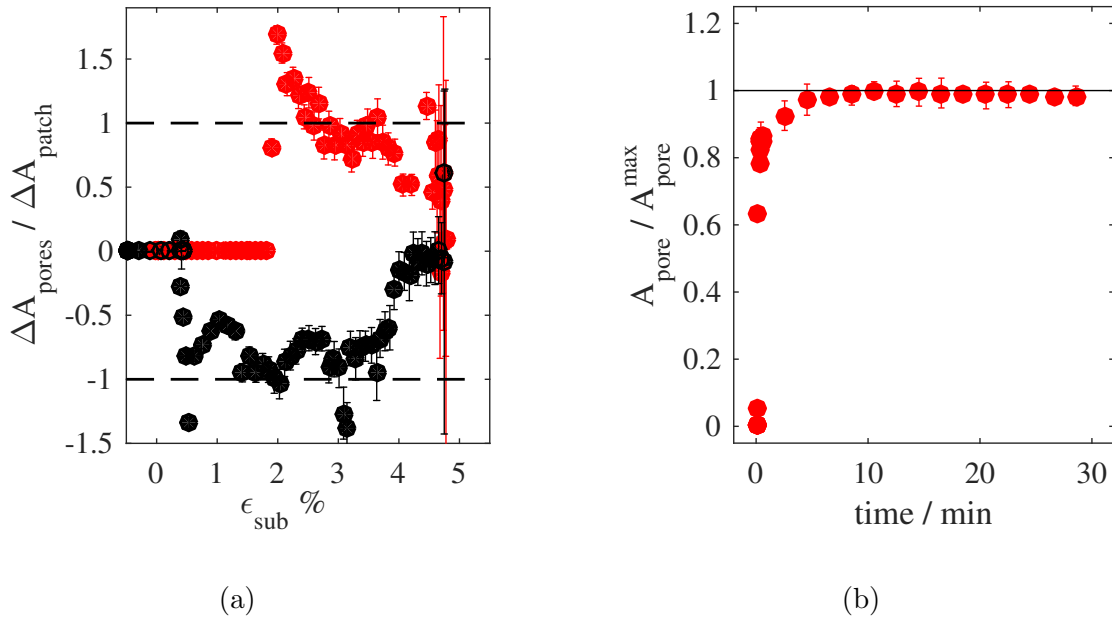 ΔA_pores / ΔA_patch
1.5
1
0.5
0
-0.5
-1
-1.5
0 1 2 3 4 5
ϵ_sub %
(a)
A_pore / A_pore^max
1.2
1
0.8
0.6
0.4
0.2
0
0 10 20 30
time / min
(b)